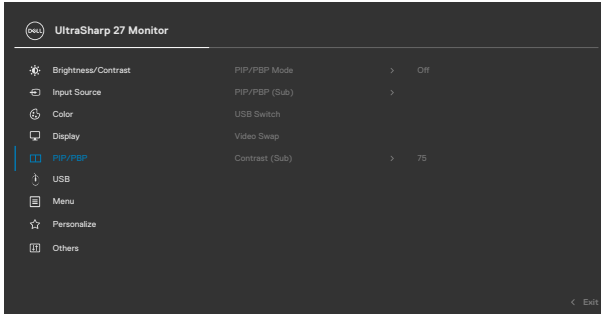 DELL UltraSharp 27 Monitor
Brightness/Contrast PIP/PBP Mode > Off
Input Source PIP/PBP (Sub) >
Color USB Switch
Display Video Swap
PIP/PBP Contrast (Sub) > 75
USB
Menu
Personalize
Others
< Exit